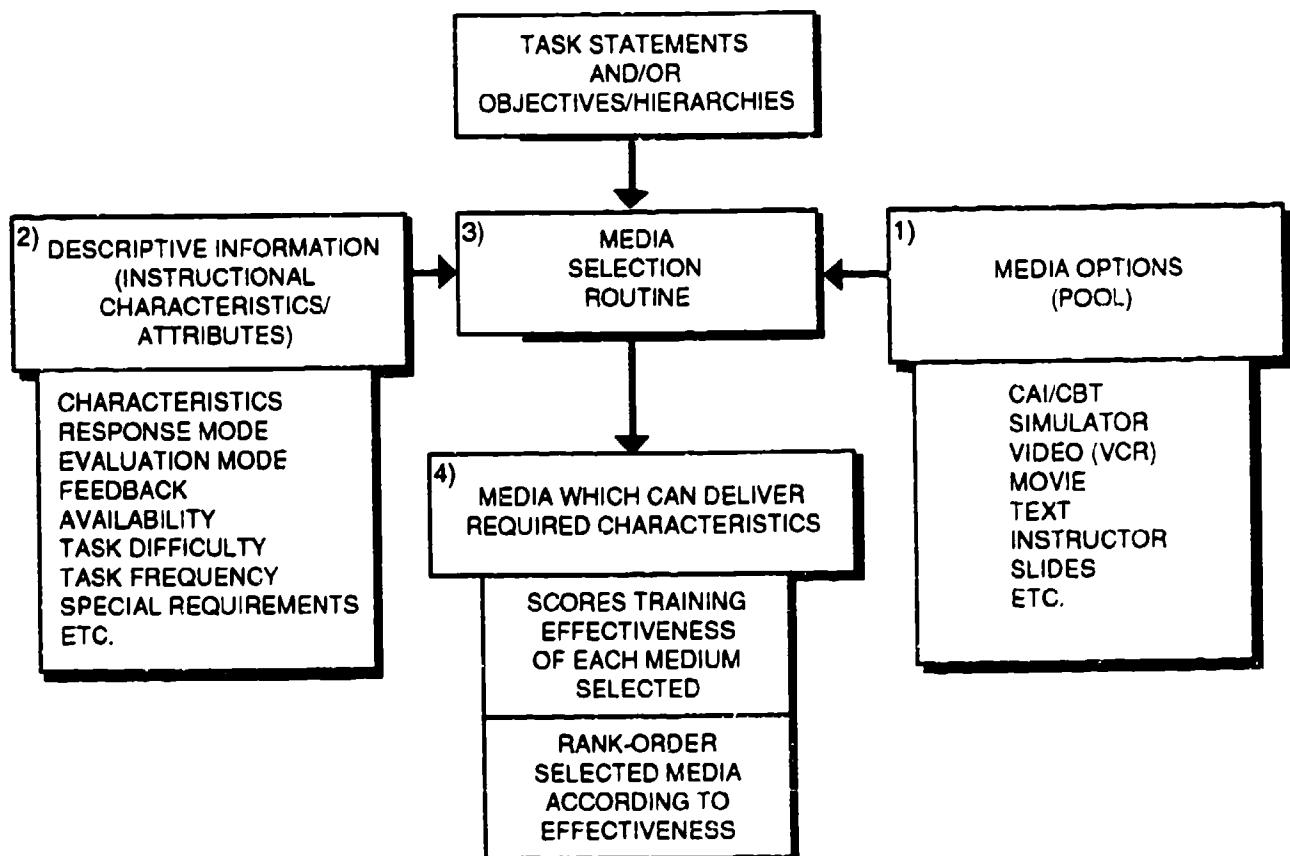 TASK STATEMENTS
AND/OR
OBJECTIVES/HIERARCHIES
2) DESCRIPTIVE INFORMATION
(INSTRUCTIONAL
CHARACTERISTICS/
ATTRIBUTES)
CHARACTERISTICS
RESPONSE MODE
EVALUATION MODE
FEEDBACK
AVAILABILITY
TASK DIFFICULTY
TASK FREQUENCY
SPECIAL REQUIREMENTS
ETC.
3) MEDIA
SELECTION
ROUTINE
1)
MEDIA OPTIONS
(POOL)
CAI/CBT
SIMULATOR
VIDEO (VCR)
MOVIE
TEXT
INSTRUCTOR
SLIDES
ETC.
4)
MEDIA WHICH CAN DELIVER
REQUIRED CHARACTERISTICS
SCORES TRAINING
EFFECTIVENESS
OF EACH MEDIUM
SELECTED
RANK-ORDER
SELECTED MEDIA
ACCORDING TO
EFFECTIVENESS